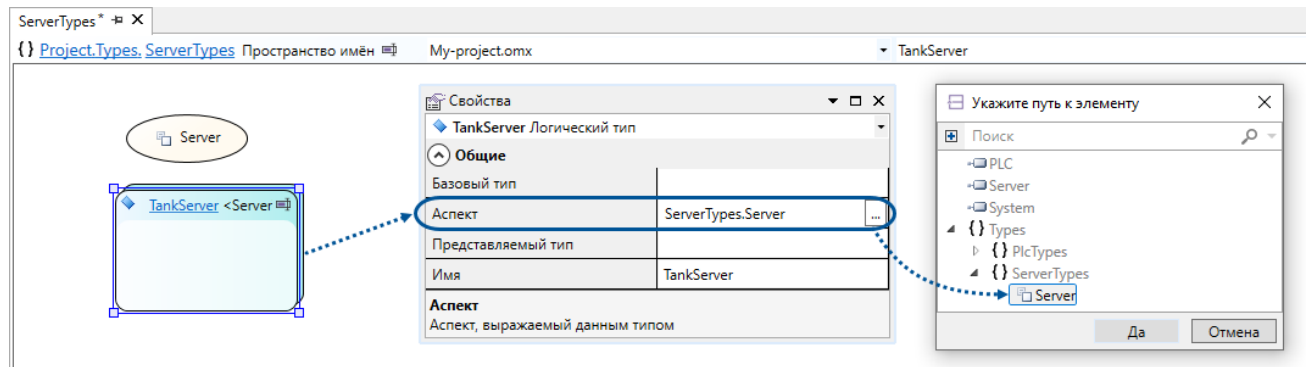 ServerTypes*
{} Project.Types. ServerTypes Пространство имён My-project.omx TankServer
Server
TankServer <Server
Свойства
TankServer Логический тип
Общие
Базовый тип
Аспект ServerTypes.Server ...
Представляемый тип
Имя TankServer
Аспект
Аспект, выражаемый данным типом
Укажите путь к элементу
Поиск
PLC
Server
System
{} Types
{} PlcTypes
{} ServerTypes
Server
Да Отмена